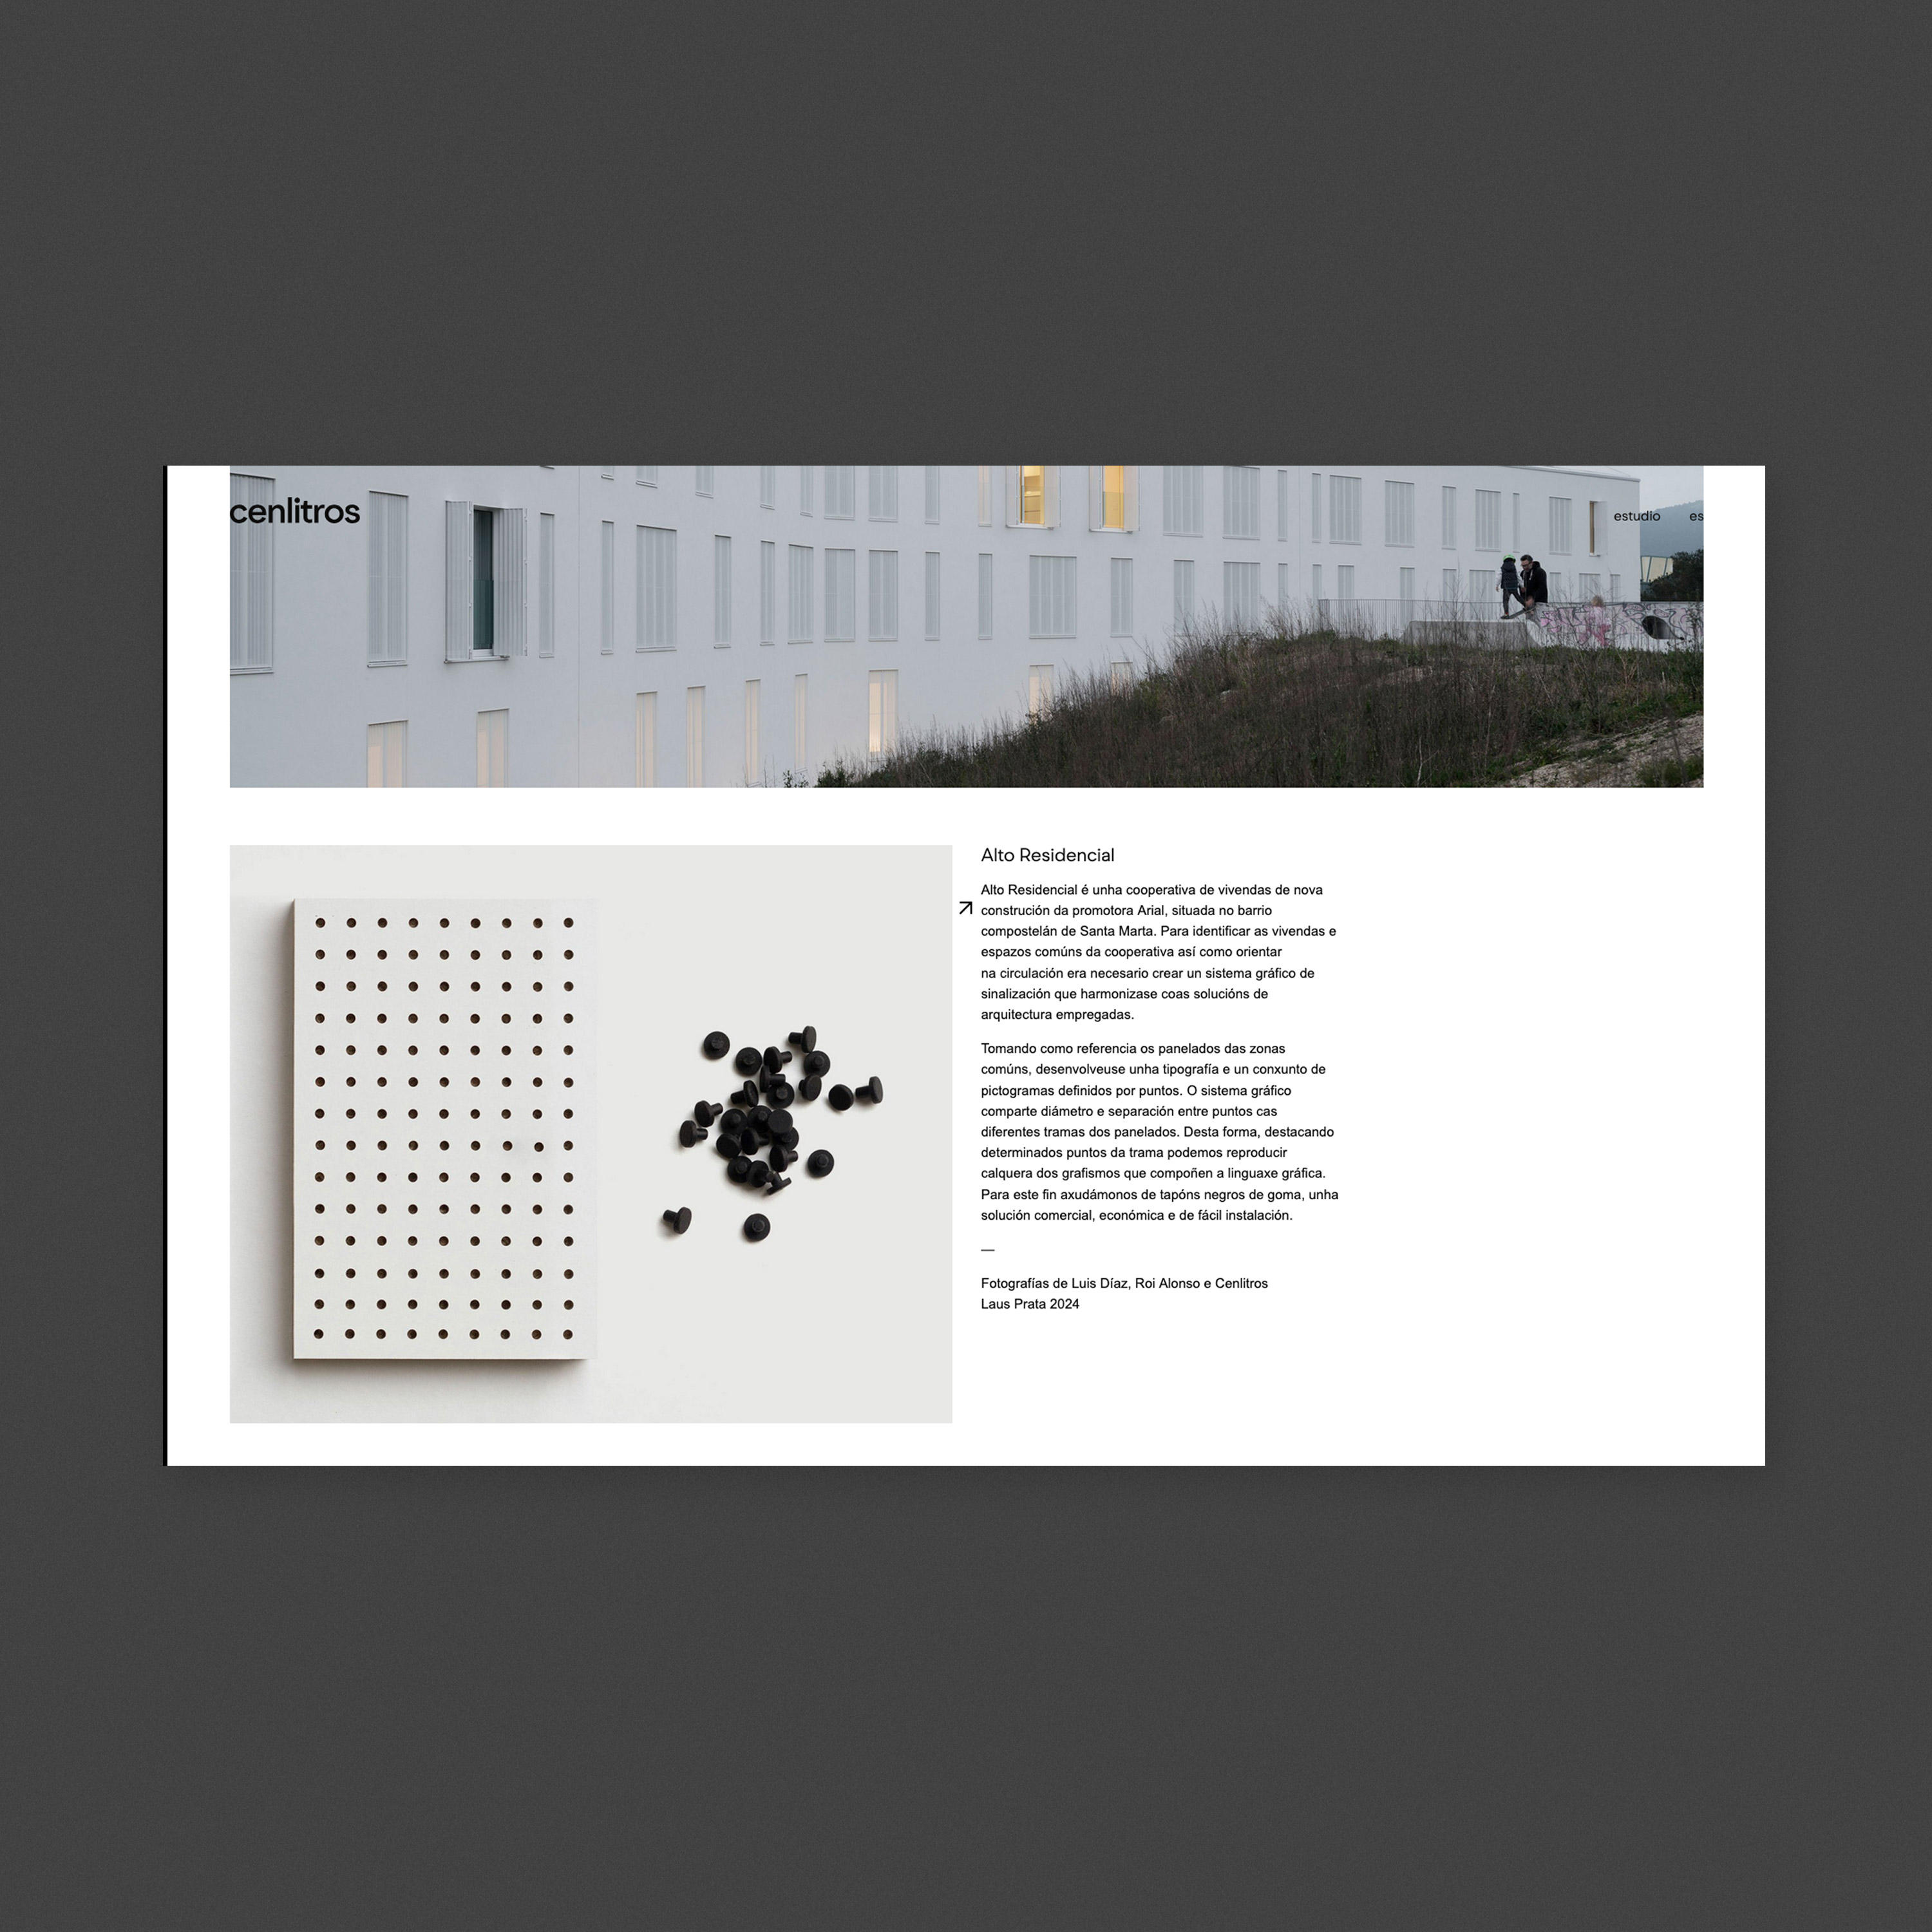 cenlitros
estudio es
Alto Residencial
Alto Residencial é unha cooperativa de vivendas de nova
construción da promotora Arial, situada no barrio
compostelán de Santa Marta. Para identificar as vivendas e
espazos comúns da cooperativa así como orientar
na circulación era necesario crear un sistema gráfico de
sinalización que harmonizase coas solucións de
arquitectura empregadas.
Tomando como referencia os panelados das zonas
comúns, desenvolveuse unha tipografía e un conxunto de
pictogramas definidos por puntos. O sistema gráfico
comparte diámetro e separación entre puntos cas
diferentes tramas dos panelados. Desta forma, destacando
determinados puntos da trama podemos reproducir
calquera dos grafismos que compoñen a linguaxe gráfica.
Para este fin axudámonos de tapóns negros de goma, unha
solución comercial, económica e de fácil instalación.
—
Fotografías de Luis Díaz, Roi Alonso e Cenlitros
Laus Prata 2024